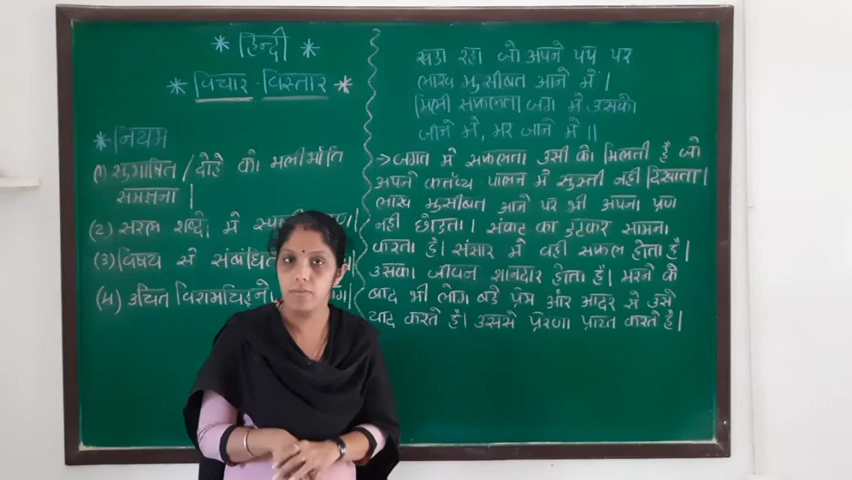 * हिन्दी *
* विचार - विस्तार *
* नियम
(1) सुभाषित / दोहे को भलीभाँति
समझना |
(2) सरल शब्दो में
(3) विषय से संबंधित
(4) उचित विरामचिह्नो
खडा रहा जो अपने पथ पर
लाख मुसीबत आने में |
मिली सफलता जग में उसको
जीने में, मर जाने में ||
→ जगत में सफलता उसी को मिलती है जो
अपने कर्तव्य पालन में सुस्ती नहीं दिखाता |
लाख मुसीबत आने पर भी अपना प्रण
नहीं छोड़ता | संकट का डटकर सामना
करता है | संसार में वही सफल होता है |
उसका जीवन शानदार होता है | मरने के
बाद भी लोग बड़े प्रेम और आदर से उसे
याद करते है | उससे प्रेरणा प्राप्त करते है |